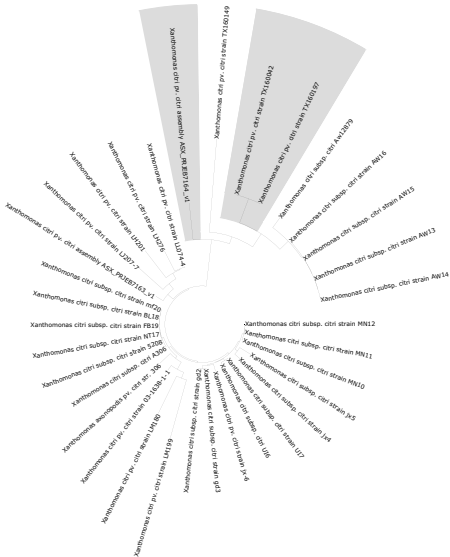 Xanthomonas citri pv. citri assembly ASX_PRJEB7164_v1
Xanthomonas citri pv. citri strain TX160149
Xanthomonas citri pv. citri strain TX160042
Xanthomonas citri pv. citri strain TX160197
Xanthomonas citri subsp. citri Aw12879
Xanthomonas citri subsp. citri strain AW16
Xanthomonas citri subsp. citri strain AW15
Xanthomonas citri subsp. citri strain AW13
Xanthomonas citri subsp. citri strain AW14
Xanthomonas citri subsp. citri strain MN12
Xanthomonas citri subsp. citri strain MN11
Xanthomonas citri subsp. citri strain MN10
Xanthomonas citri subsp. citri strain jx5
Xanthomonas citri subsp. citri strain jx4
Xanthomonas citri subsp. citri strain UI7
Xanthomonas citri subsp. citri UI6
Xanthomonas citri pv. citri strain jx-6
Xanthomonas citri subsp. citri strain gd3
Xanthomonas citri subsp. citri strain gd2
Xanthomonas citri pv. citri strain LM199
Xanthomonas citri pv. citri strain LM180
Xanthomonas citri pv. citri strain 03-1638-1-1
Xanthomonas axonopodis pv. citri str. 306
Xanthomonas citri subsp. citri A306
Xanthomonas citri subsp. citri strain 5208
Xanthomonas citri subsp. citri strain NT17
Xanthomonas citri subsp. citri strain FB19
Xanthomonas citri subsp. citri strain BL18
Xanthomonas citri subsp. citri strain mf20
Xanthomonas citri pv. citri assembly ASX_PRJEB7163_v1
Xanthomonas citri pv. citri strain LJ207-7
Xanthomonas citri pv. citri strain LH201
Xanthomonas citri pv. citri strain LH276
Xanthomonas citri pv. citri strain LL074-4